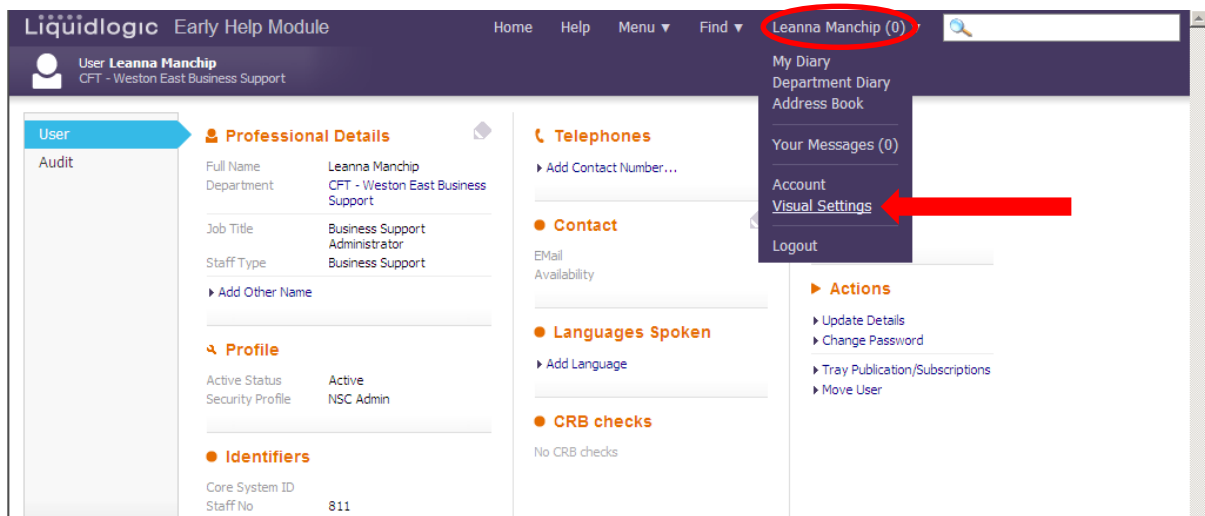 Liquidlogic Early Help Module
Home Help Menu ▼ Find ▼ Leanna Manchip (0)
User Leanna Manchip
CFT - Weston East Business Support
My Diary
Department Diary
Address Book
Your Messages (0)
Account
Visual Settings
Logout
User
Audit
Professional Details
Full Name Leanna Manchip
Department CFT - Weston East Business
Support
Job Title Business Support
Administrator
Staff Type Business Support
Add Other Name
Profile
Active Status Active
Security Profile NSC Admin
Identifiers
Core System ID
Staff No 811
Telephones
Add Contact Number...
Contact
EMail
Availability
Languages Spoken
Add Language
CRB checks
No CRB checks
Actions
Update Details
Change Password
Tray Publication/Subscriptions
Move User